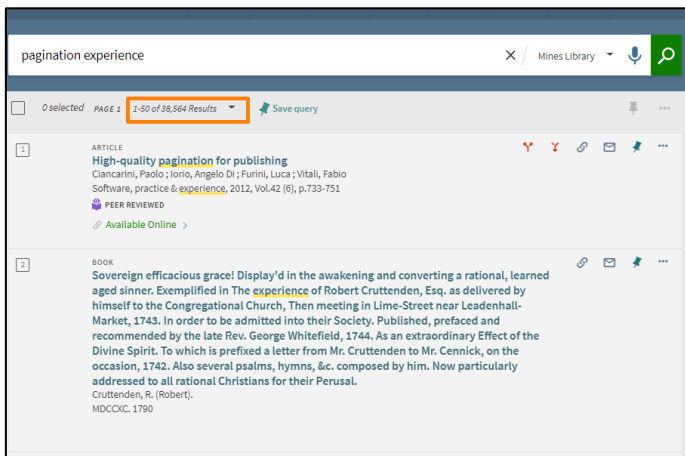 pagination experience
Mines Library
0 selected PAGE 1 1-50 of 38,564 Results
Save query
1
ARTICLE
High-quality pagination for publishing
Ciancarini, Paolo ; Iorio, Angelo Di ; Furini, Luca ; Vitali, Fabio
Software, practice & experience, 2012, Vol.42 (6), p.733-751
PEER REVIEWED
Available Online
2
BOOK
Sovereign efficacious grace! Display'd in the awakening and converting a rational, learned
aged sinner. Exemplified in The experience of Robert Cruttenden, Esq. as delivered by
himself to the Congregational Church, Then meeting in Lime-Street near Leadenhall-
Market, 1743. In order to be admitted into their Society. Published, prefaced and
recommended by the late Rev. George Whitefield, 1744. As an extraordinary Effect of the
Divine Spirit. To which is prefixed a letter from Mr. Cruttenden to Mr. Cennick, on the
occasion, 1742. Also several psalms, hymns, &c. composed by him. Now particularly
addressed to all rational Christians for their Perusal.
Cruttenden, R. (Robert).
MDCCXC. 1790